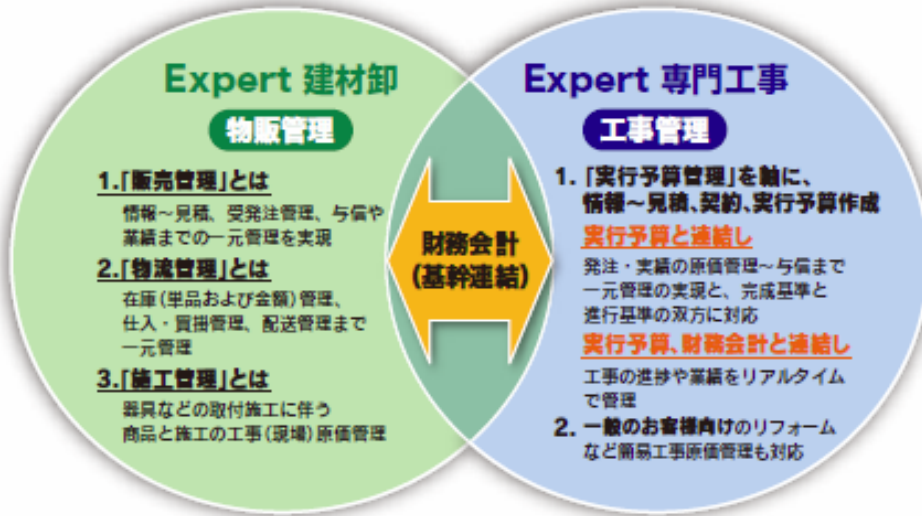 Expert 建材卸
物販管理
1.「販売管理」とは
情報～見積、受発注管理、与信や
業績までの一元管理を実現
2.「物流管理」とは
在庫(単品および金額)管理、
仕入・買掛管理、配送管理まで
一元管理
3.「施工管理」とは
器具などの取付施工に伴う
商品と施工の工事(現場)原価管理
財務会計
(基幹連結)
Expert 専門工事
工事管理
1. 「実行予算管理」を軸に、
情報～見積、契約、実行予算作成
実行予算と連結し
発注・実績の原価管理～与信まで
一元管理の実現と、完成基準と
進行基準の双方に対応
実行予算、財務会計と連結し
工事の進捗や業績をリアルタイム
で管理
2. 一般のお客様向けのリフォーム
など簡易工事原価管理も対応